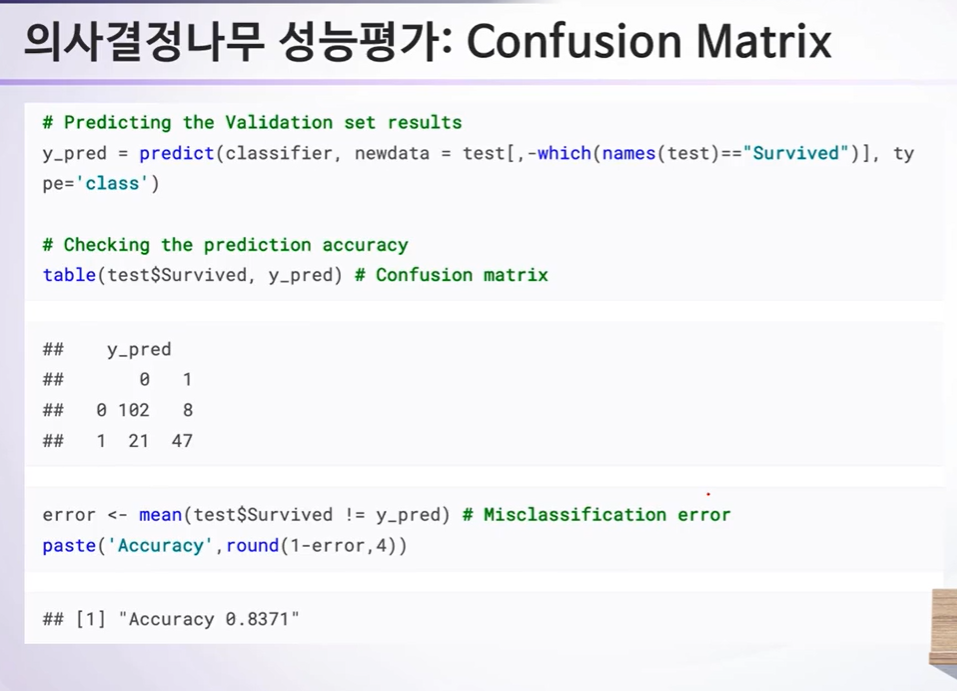 의사결정나무 성능평가: Confusion Matrix
# Predicting the Validation set results
y_pred = predict(classifier, newdata = test[,-which(names(test)=="Survived")], ty
pe='class')
# Checking the prediction accuracy
table(test$Survived, y_pred) # Confusion matrix
##    y_pred
##       0   1
##   0 102   8
##   1  21  47
error <- mean(test$Survived != y_pred) # Misclassification error
paste('Accuracy',round(1-error,4))
## [1] "Accuracy 0.8371"